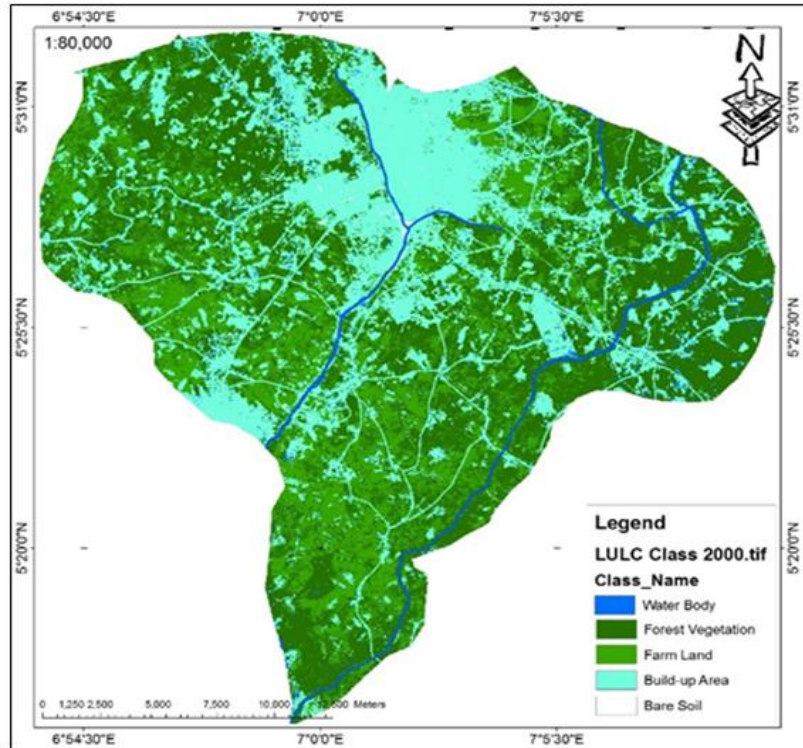 6°54'30"E 7°0'0"E 7°5'30"E
1:80,000
N
5°31'0"N 5°31'0"N
5°25'30"N 5°25'30"N
5°20'0"N 5°20'0"N
Legend
LULC Class 2000.tif
Class_Name
Water Body
Forest Vegetation
Farm Land
Build-up Area
Bare Soil
0 1,250 2,500 5,000 7,500 10,000 Meters
6°54'30"E 7°0'0"E 7°5'30"E